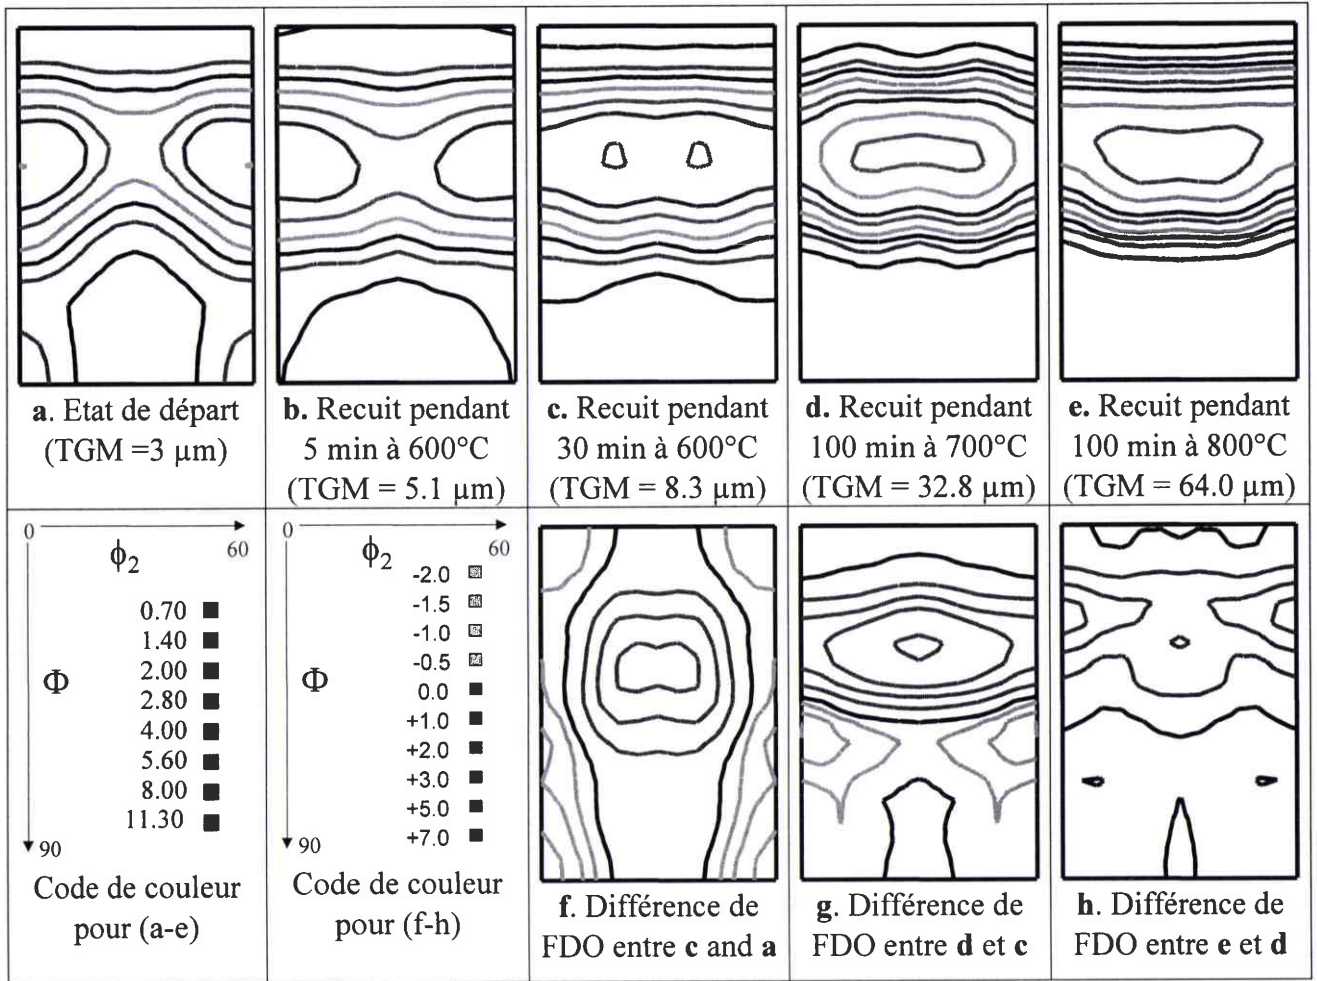 a. Etat de départ
(TGM =3 µm)
b. Recuit pendant
5 min à 600°C
(TGM = 5.1 µm)
c. Recuit pendant
30 min à 600°C
(TGM = 8.3 µm)
d. Recuit pendant
100 min à 700°C
(TGM = 32.8 µm)
e. Recuit pendant
100 min à 800°C
(TGM = 64.0 µm)
0
ϕ2
60
Φ
0.70
1.40
2.00
2.80
4.00
5.60
8.00
11.30
90
Code de couleur
pour (a-e)
0
ϕ2
60
Φ
-2.0
-1.5
-1.0
-0.5
0.0
+1.0
+2.0
+3.0
+5.0
+7.0
90
Code de couleur
pour (f-h)
f. Différence de
FDO entre c and a
g. Différence de
FDO entre d et c
h. Différence de
FDO entre e et d